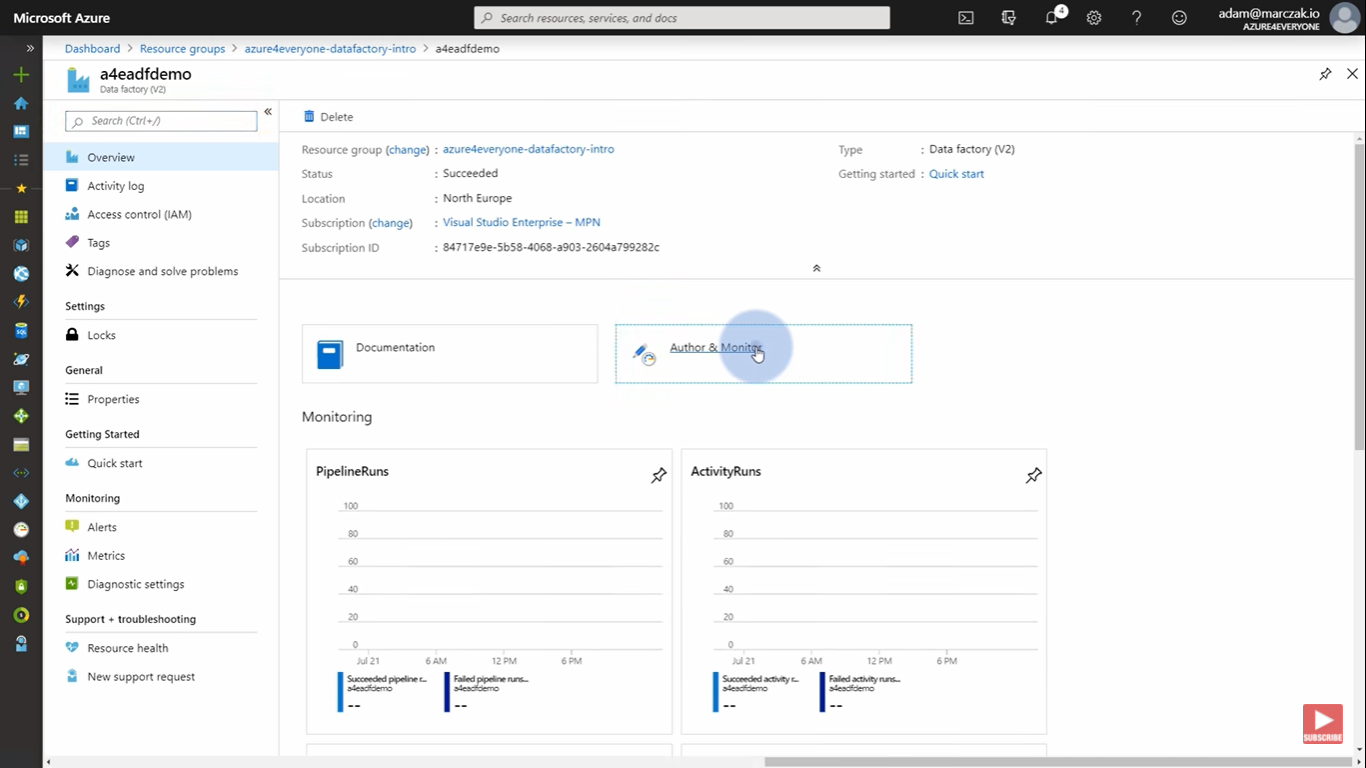 Microsoft Azure
Search resources, services, and docs
4
adam@marczak.io
AZURE4EVERYONE
Dashboard > Resource groups > azure4everyone-datafactory-intro > a4eadfdemo
a4eadfdemo
Data factory (V2)
Search (Ctrl+/)
Overview
Activity log
Access control (IAM)
Tags
Diagnose and solve problems
Settings
Locks
General
Properties
Getting Started
Quick start
Monitoring
Alerts
Metrics
Diagnostic settings
Support + troubleshooting
Resource health
New support request
Delete
Resource group (change) : azure4everyone-datafactory-intro
Status : Succeeded
Location : North Europe
Subscription (change) : Visual Studio Enterprise – MPN
Subscription ID : 84717e9e-5b58-4068-a903-2604a799282c
Type : Data factory (V2)
Getting started : Quick start
Documentation
Author & Monitor
Monitoring
PipelineRuns
100
80
60
40
20
0
Jul 21 6 AM 12 PM 6 PM
Succeeded pipeline r...
a4eadfdemo
--
Failed pipeline runs...
a4eadfdemo
--
ActivityRuns
100
80
60
40
20
0
Jul 21 6 AM 12 PM 6 PM
Succeeded activity r...
a4eadfdemo
--
Failed activity runs...
a4eadfdemo
--
SUBSCRIBE